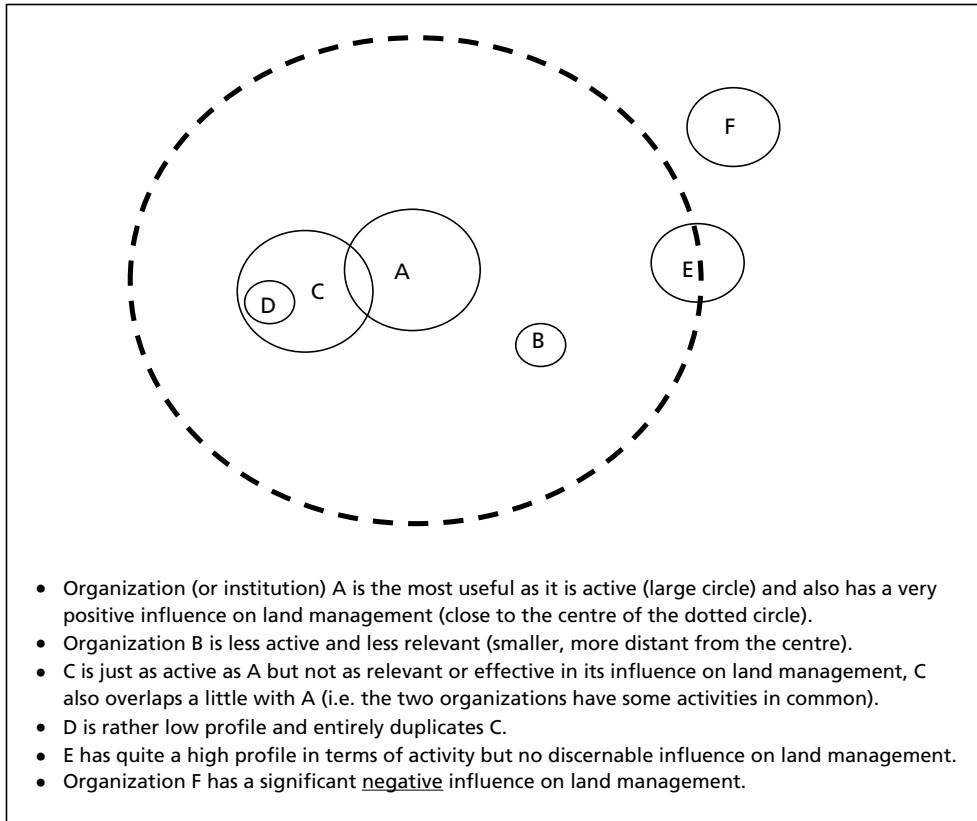 F
E
A
C
D
B
• Organization (or institution) A is the most useful as it is active (large circle) and also has a very
positive influence on land management (close to the centre of the dotted circle).
• Organization B is less active and less relevant (smaller, more distant from the centre).
• C is just as active as A but not as relevant or effective in its influence on land management, C
also overlaps a little with A (i.e. the two organizations have some activities in common).
• D is rather low profile and entirely duplicates C.
• E has quite a high profile in terms of activity but no discernable influence on land management.
• Organization F has a significant negative influence on land management.